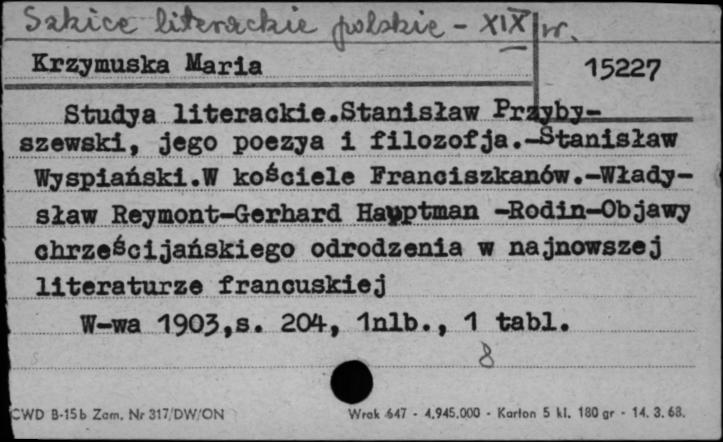 Szkice literackie polskie - XIX w.
Krzymuska Maria
15227
Studya literackie.Stanisław Przyby-
szewski, jego poezya i filozofja.-Stanisław
Wyspiański.W kościele Franciszkanów.-Włady-
sław Reymont-Gerhard Hauptman -Rodin-Objawy
chrześcijańskiego odrodzenia w najnowszej
literaturze francuskiej
W-wa 1903,s. 204, 1nlb., 1 tabl.
8
CWD B-15b Zam. Nr 317/DW/ON Wrak 647 - 4.945.000 - Karton 5 kl. 180 gr - 14. 3. 68.